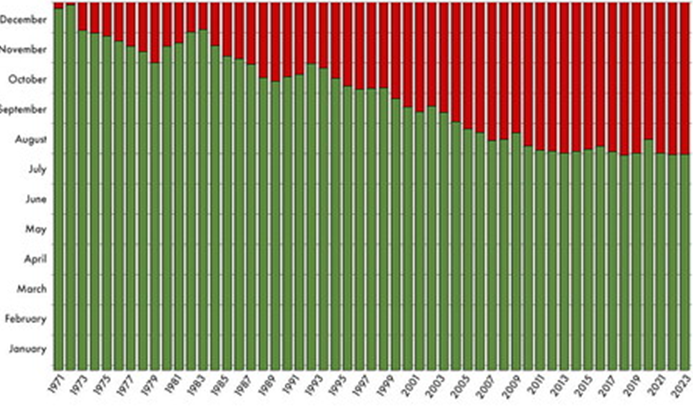 December
November
October
September
August
July
June
May
April
March
February
January
1971 1973 1975 1977 1979 1981 1983 1985 1987 1989 1991 1993 1995 1997 1999 2001 2003 2005 2007 2009 2011 2013 2015 2017 2019 2021 2023